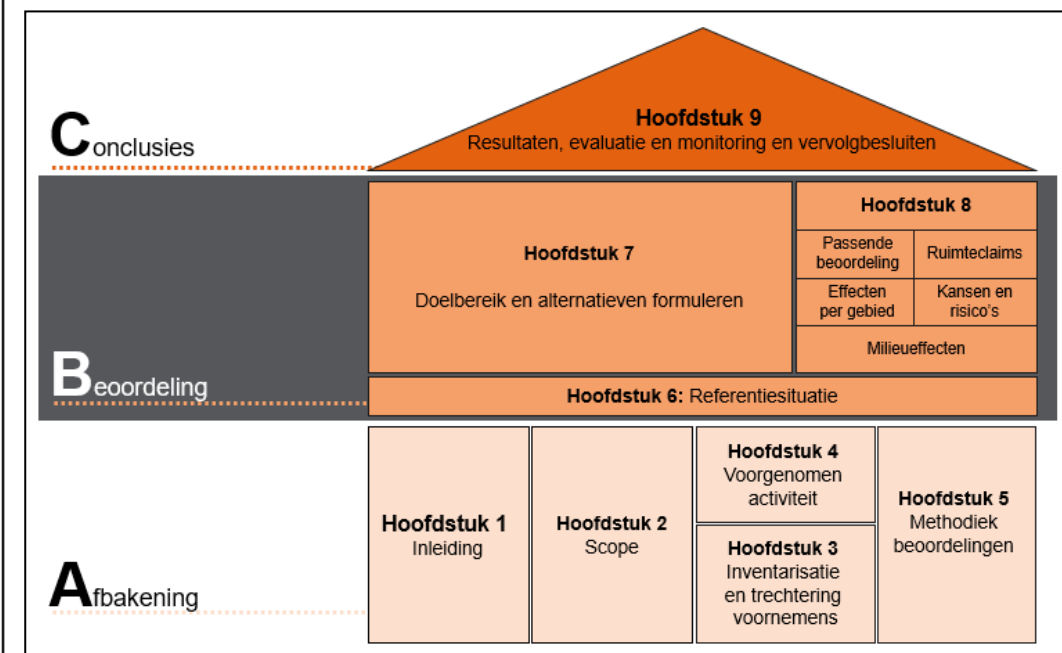 Conclusies
Hoofdstuk 9
Resultaten, evaluatie en monitoring en vervolgbesluiten
Beoordeling
Hoofdstuk 7
Doelbereik en alternatieven formuleren
Hoofdstuk 8
Passende
beoordeling
Ruimteclaims
Effecten
per gebied
Kansen en
risico's
Milieueffecten
Hoofdstuk 6: Referentiesituatie
Afbakening
Hoofdstuk 1
Inleiding
Hoofdstuk 2
Scope
Hoofdstuk 4
Voorgenomen
activiteit
Hoofdstuk 3
Inventarisatie
en trechtering
voornemens
Hoofdstuk 5
Methodiek
beoordelingen